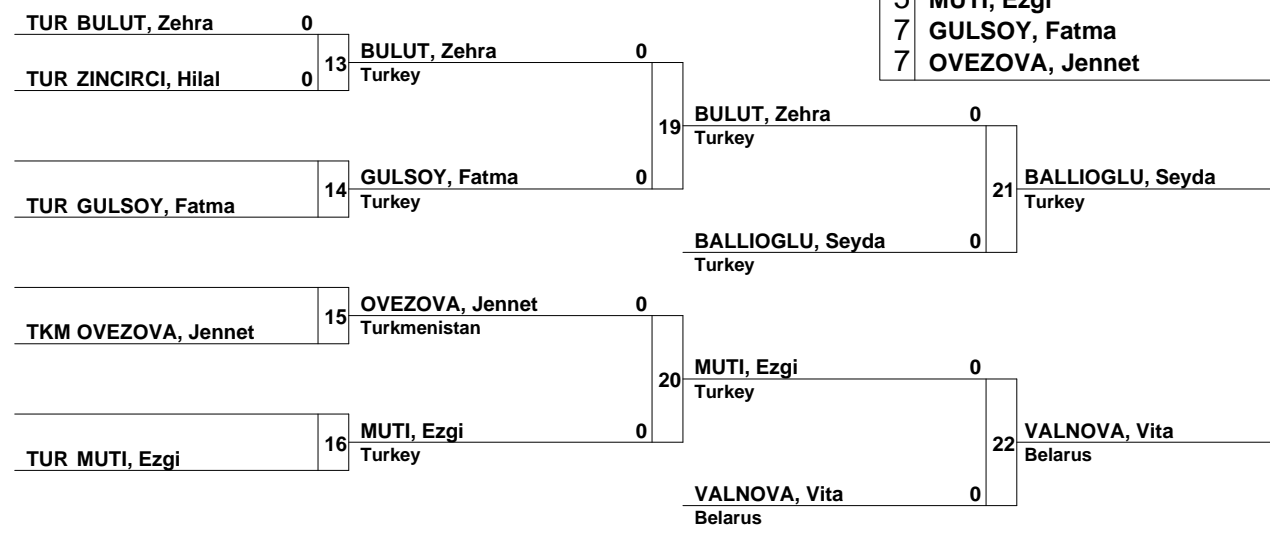 5 MUTI, Ezgi
7 GULSOY, Fatma
7 OVEZOVA, Jennet
TUR BULUT, Zehra 0
TUR ZINCIRCI, Hilal 0
13
BULUT, Zehra 0
Turkey
TUR GULSOY, Fatma
14
GULSOY, Fatma 0
Turkey
19
BULUT, Zehra 0
Turkey
BALLIOGLU, Seyda 0
Turkey
21
BALLIOGLU, Seyda
Turkey
TKM OVEZOVA, Jennet
15
OVEZOVA, Jennet 0
Turkmenistan
TUR MUTI, Ezgi
16
MUTI, Ezgi 0
Turkey
20
MUTI, Ezgi 0
Turkey
VALNOVA, Vita 0
Belarus
22
VALNOVA, Vita
Belarus